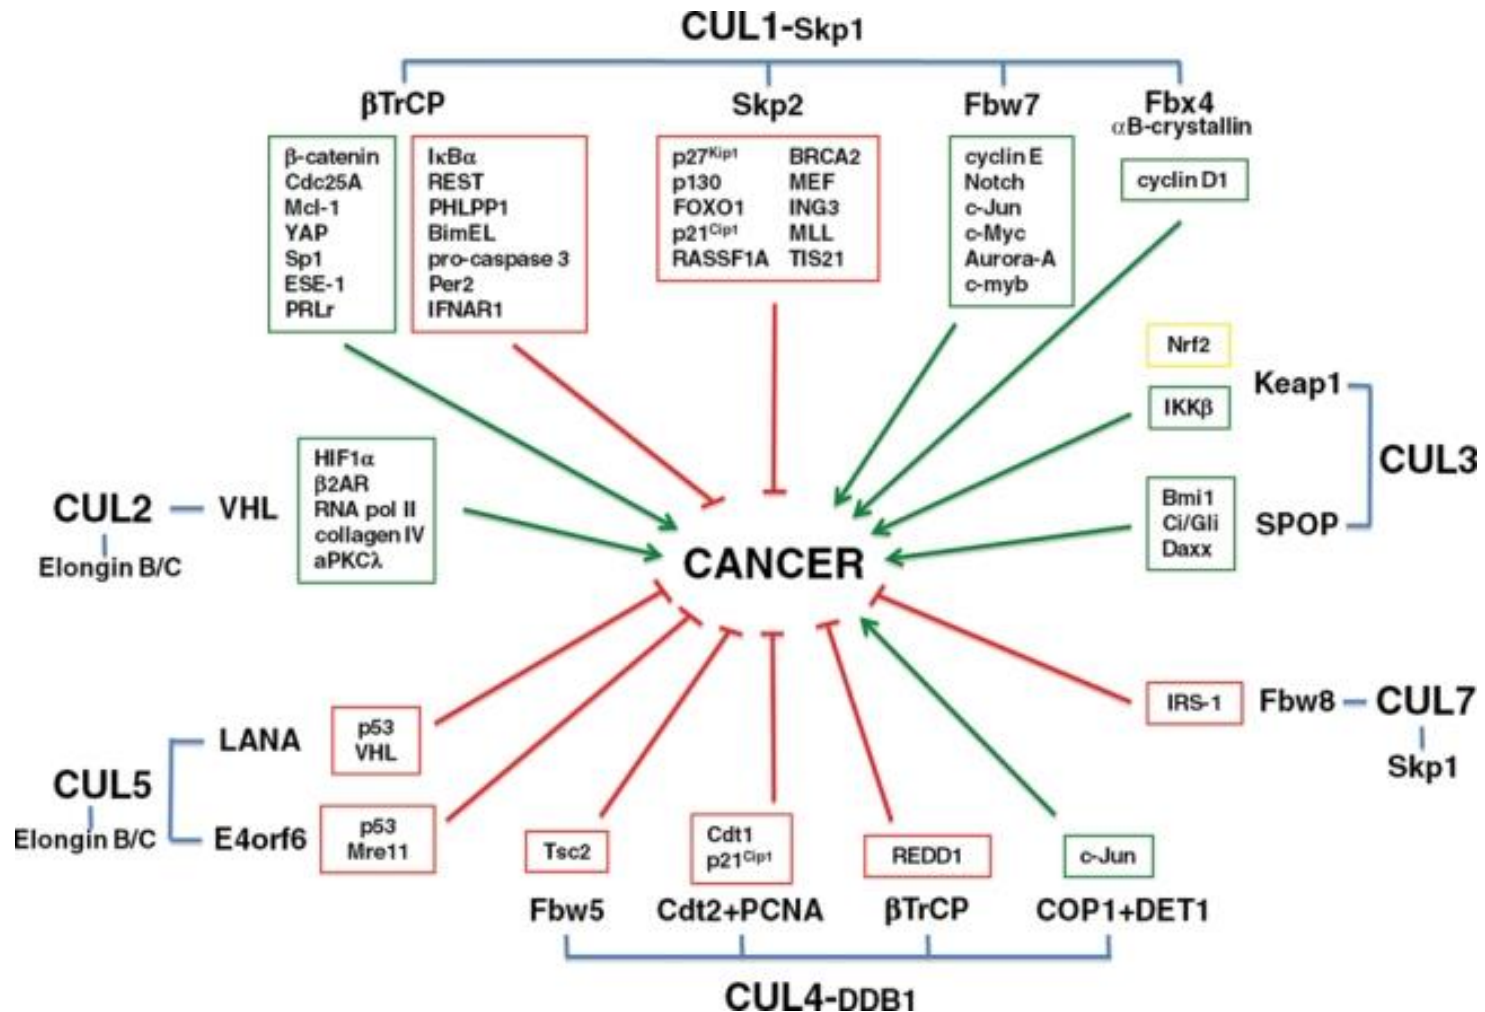 CUL1-Skp1
βTrCP
Skp2
Fbw7
Fbx4
αB-crystallin
β-catenin
Cdc25A
Mcl-1
YAP
Sp1
ESE-1
PRLr
IκBα
REST
PHLPP1
BimEL
pro-caspase 3
Per2
IFNAR1
p27Kip1 BRCA2
p130 MEF
FOXO1 ING3
p21Cip1 MLL
RASSF1A TIS21
cyclin E
Notch
c-Jun
c-Myc
Aurora-A
c-myb
cyclin D1
Nrf2
Keap1
IKKβ
CUL3
Bmi1
Ci/Gli
Daxx
SPOP
CUL2
VHL
Elongin B/C
HIF1α
β2AR
RNA pol II
collagen IV
aPKCλ
CANCER
IRS-1
Fbw8
CUL7
Skp1
LANA
p53
VHL
CUL5
Elongin B/C
E4orf6
p53
Mre11
Tsc2
Cdt1
p21Cip1
REDD1
c-Jun
Fbw5
Cdt2+PCNA
βTrCP
COP1+DET1
CUL4-DDB1